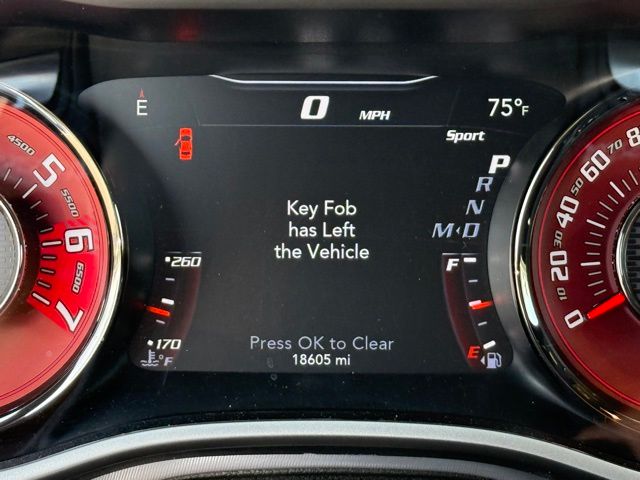 E
0 MPH
75°F
Sport
P
R
N
M◂D
Key Fob
has Left
the Vehicle
260
170
°F
F
E
Press OK to Clear
18605 mi
4500
5
5500
6
6500
7
0
10
20
30
40
50
60
70
8